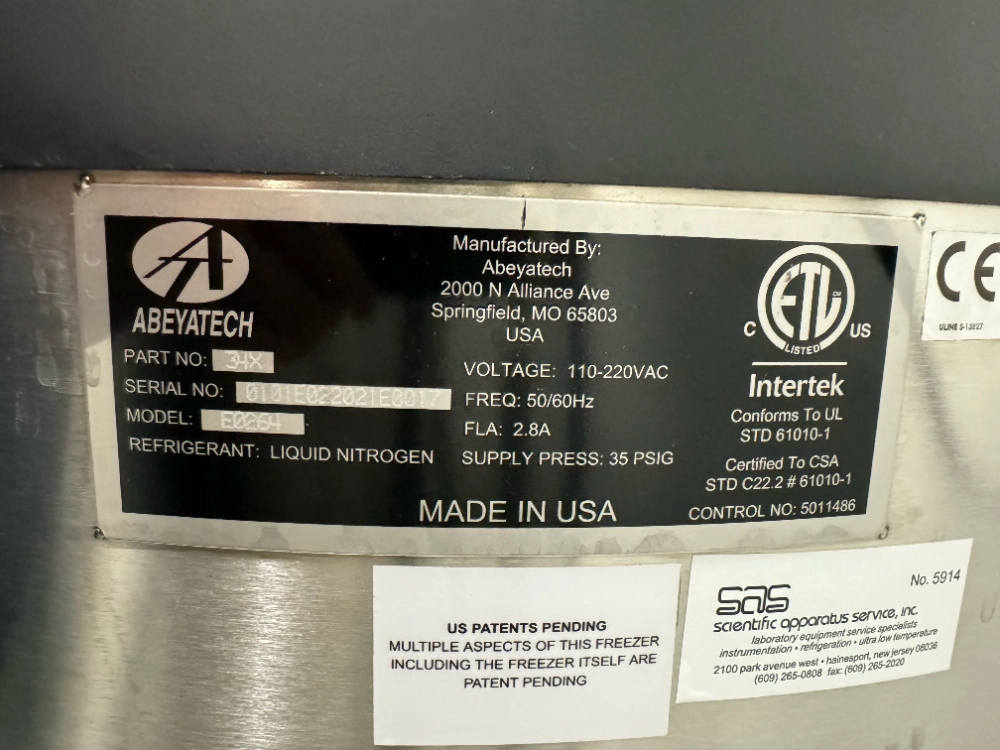 AT
ABEYATECH
Manufactured By:
Abeyatech
2000 N Alliance Ave
Springfield, MO 65803
USA
PART NO: 34X
SERIAL NO: 0101E022021E0017
MODEL: E0264
REFRIGERANT: LIQUID NITROGEN
VOLTAGE: 110-220VAC
FREQ: 50/60Hz
FLA: 2.8A
SUPPLY PRESS: 35 PSIG
MADE IN USA
ETL CM
LISTED
C US
Intertek
Conforms To UL
STD 61010-1
Certified To CSA
STD C22.2 # 61010-1
CONTROL NO: 5011486
CE
ULINE S-13627
US PATENTS PENDING
MULTIPLE ASPECTS OF THIS FREEZER
INCLUDING THE FREEZER ITSELF ARE
PATENT PENDING
sas
No. 5914
scientific apparatus service, inc.
laboratory equipment service specialists
instrumentation • refrigeration • ultra low temperature
2100 park avenue west • hainesport, new jersey 08036
(609) 265-0808 fax: (609) 265-2020